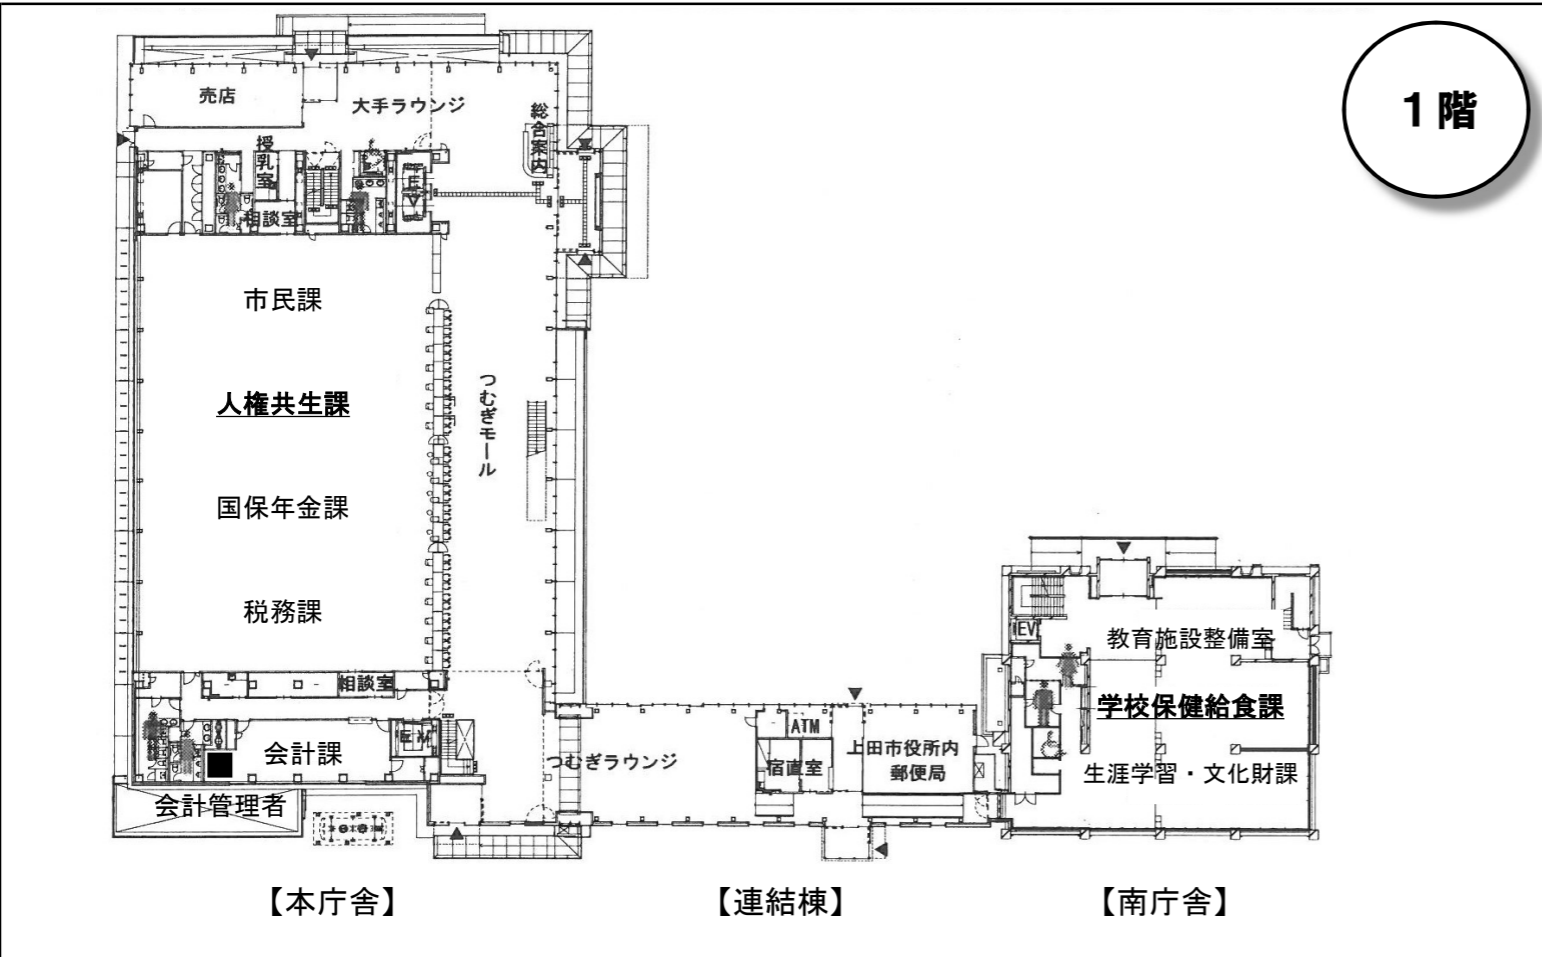 １階
売店
大手ラウンジ
総合案内
授乳室
相談室
EV
市民課
人権共生課
つむぎモール
国保年金課
税務課
相談室
EV
会計課
会計管理者
つむぎラウンジ
ATM
宿直室
上田市役所内
郵便局
EV
教育施設整備室
学校保健給食課
生涯学習・文化財課
【本庁舎】
【連結棟】
【南庁舎】